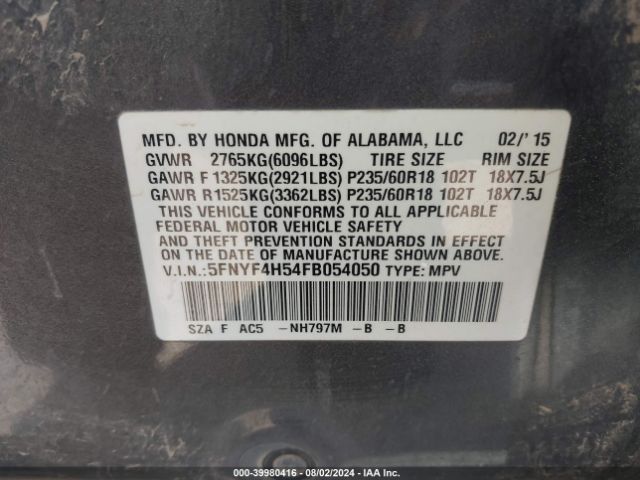 MFD. BY HONDA MFG. OF ALABAMA, LLC 02/'15
GVWR 2765KG(6096LBS) TIRE SIZE RIM SIZE
GAWR F 1325KG(2921LBS) P235/60R18 102T 18X7.5J
GAWR R1525KG(3362LBS) P235/60R18 102T 18X7.5J
THIS VEHICLE CONFORMS TO ALL APPLICABLE
FEDERAL MOTOR VEHICLE SAFETY
AND THEFT PREVENTION STANDARDS IN EFFECT
ON THE DATE OF MANUFACTURE SHOWN ABOVE.
V.I.N.:5FNYF4H54FB054050 TYPE: MPV
SZA F AC5 -NH797M -B -B
000-39980416 - 08/02/2024 - IAA Inc.